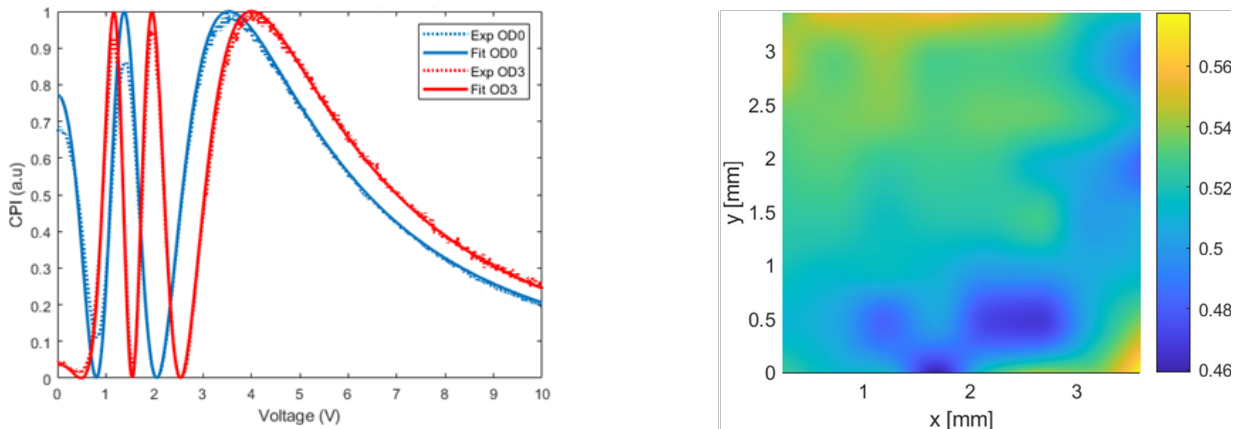 1
0.9
0.8
0.7
0.6
0.5
0.4
0.3
0.2
0.1
0
CPI (a.u)
0 1 2 3 4 5 6 7 8 9 10
Voltage (V)
Exp OD0
Fit OD0
Exp OD3
Fit OD3
3
2.5
2
1.5
1
0.5
0
y [mm]
1 2 3
x [mm]
0.56
0.54
0.52
0.5
0.48
0.46